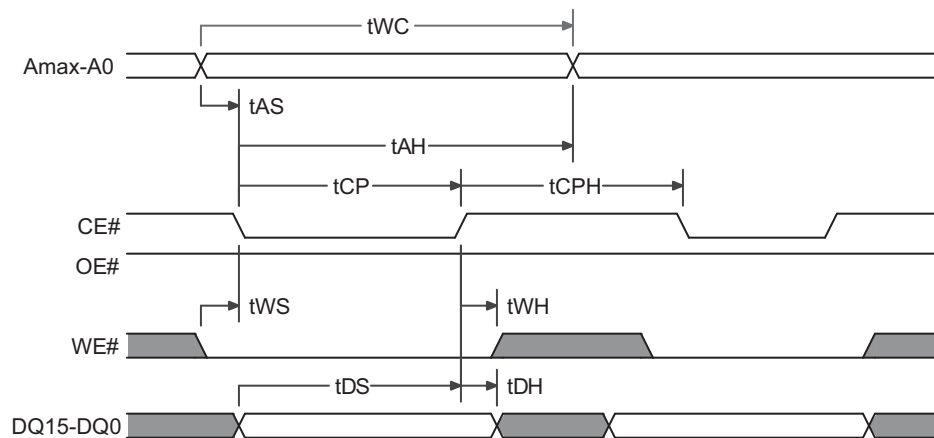 tWC
Amax-A0
tAS
tAH
tCP
tCPH
CE#
OE#
tWS
tWH
WE#
tDS
tDH
DQ15-DQ0